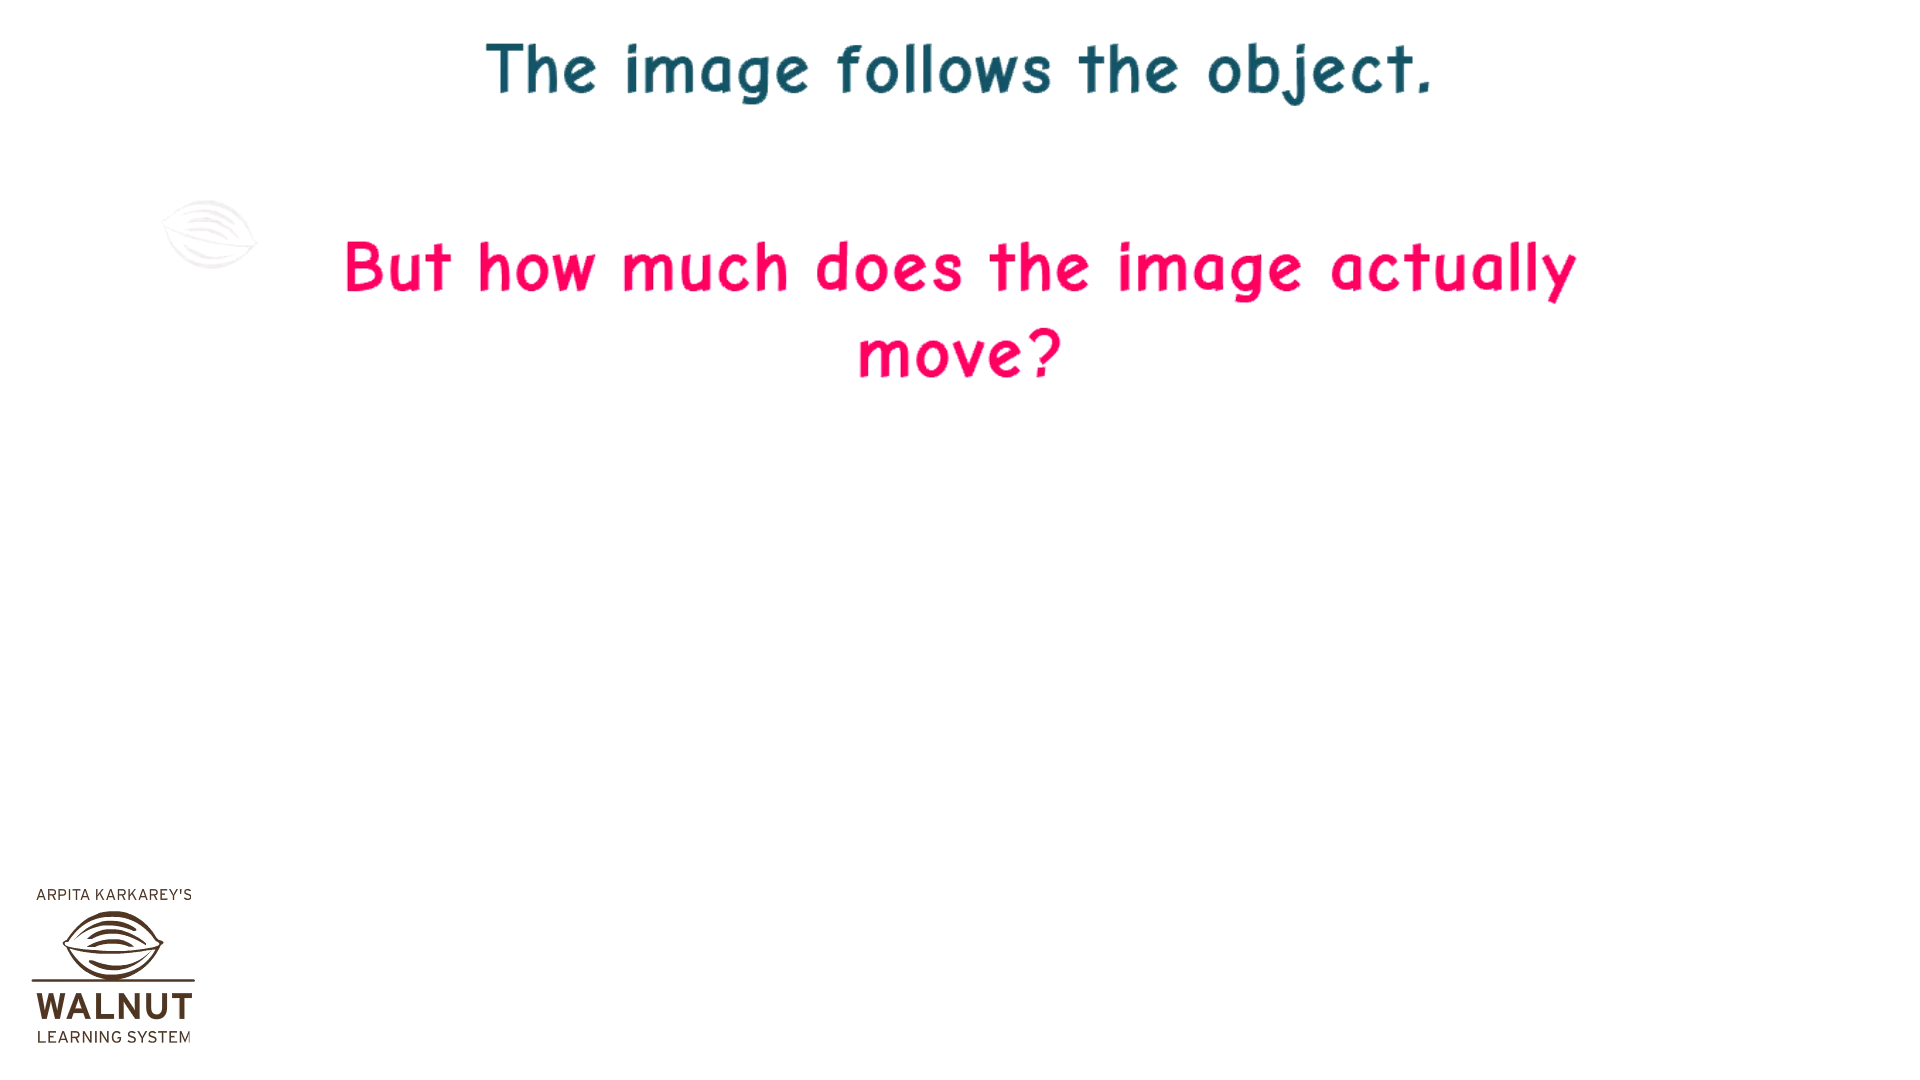 The image follows the object.
But how much does the image actually
move?
ARPITA KARKAREY'S
WALNUT
LEARNING SYSTEM